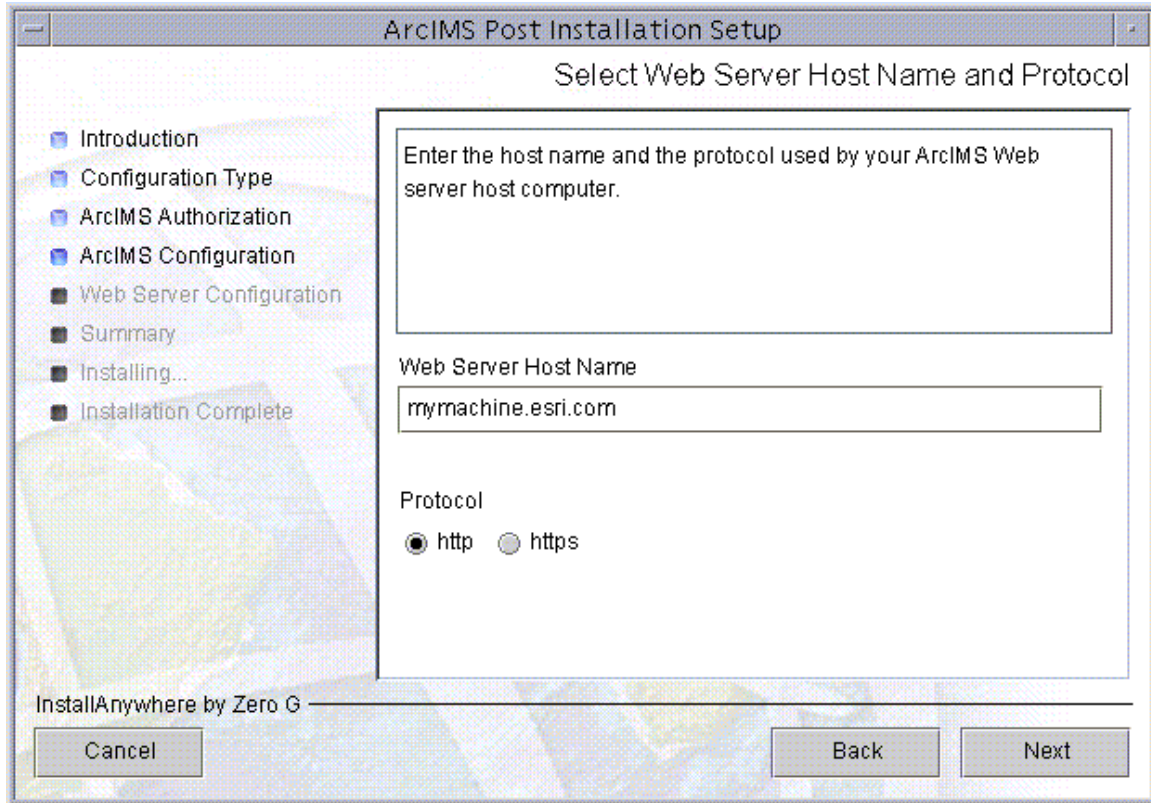 ArcIMS Post Installation Setup
Select Web Server Host Name and Protocol
Introduction
Configuration Type
ArcIMS Authorization
ArcIMS Configuration
Web Server Configuration
Summary
Installing...
Installation Complete
Enter the host name and the protocol used by your ArcIMS Web
server host computer.
Web Server Host Name
mymachine.esri.com
Protocol
http https
InstallAnywhere by Zero G
Cancel Back Next